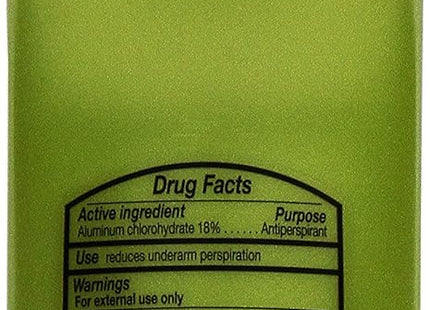 Drug Facts
Active ingredient Purpose
Aluminum chlorohydrate 18% . . . . . . Antiperspirant
Use reduces underarm perspiration
Warnings
For external use only